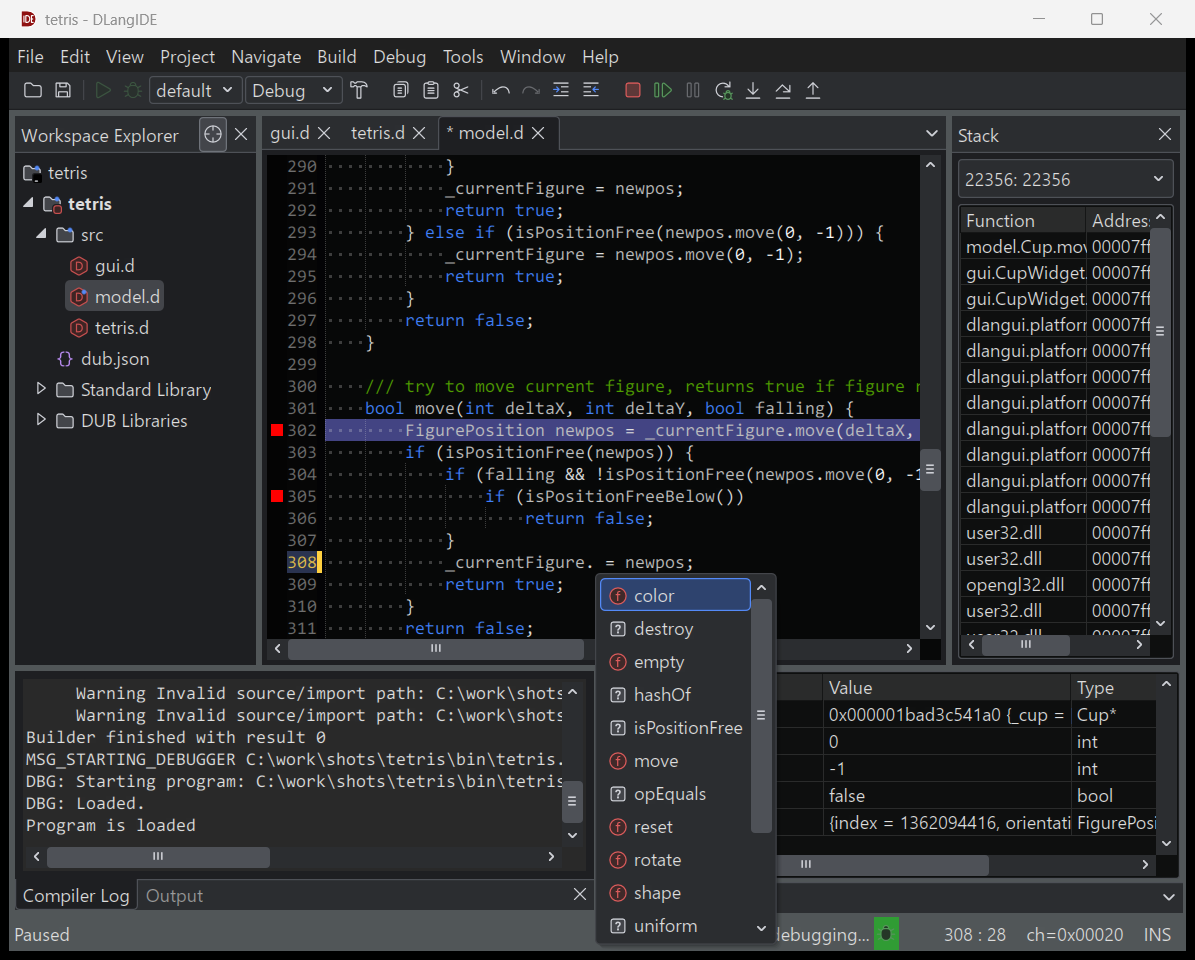 tetris - DLangIDE
File Edit View Project Navigate Build Debug Tools Window Help
default Debug
Workspace Explorer
tetris
tetris
src
gui.d
model.d
tetris.d
dub.json
Standard Library
DUB Libraries
gui.d tetris.d * model.d
290 }
291 _currentFigure = newpos;
292 return true;
293 } else if (isPositionFree(newpos.move(0, -1))) {
294 _currentFigure = newpos.move(0, -1);
295 return true;
296 }
297 return false;
298 }
299
300 /// try to move current figure, returns true if figure
301 bool move(int deltaX, int deltaY, bool falling) {
302 FigurePosition newpos = _currentFigure.move(deltaX,
303 if (isPositionFree(newpos)) {
304 if (falling && !isPositionFree(newpos.move(0, -1
305 if (isPositionFreeBelow())
306 return false;
307 }
308 _currentFigure. = newpos;
309 return true;
310 }
311 return false;
color
destroy
empty
hashOf
isPositionFree
move
opEquals
reset
rotate
shape
uniform
Stack
22356: 22356
Function Address
model.Cup.mov 00007ff
gui.CupWidget. 00007ff
gui.CupWidget. 00007ff
dlangui.platforr 00007ff
dlangui.platforr 00007ff
dlangui.platforr 00007ff
dlangui.platforr 00007ff
dlangui.platforr 00007ff
dlangui.platforr 00007ff
dlangui.platforr 00007ff
dlangui.platforr 00007ff
user32.dll 00007ff
user32.dll 00007ff
opengl32.dll 00007ff
user32.dll 00007ff
user32.dll 00007ff
Warning Invalid source/import path: C:\work\shots
Warning Invalid source/import path: C:\work\shots
Builder finished with result 0
MSG_STARTING_DEBUGGER C:\work\shots\tetris\bin\tetris.
DBG: Starting program: C:\work\shots\tetris\bin\tetris
DBG: Loaded.
Program is loaded
Compiler Log Output
Value Type
0x000001bad3c541a0 {_cup = Cup*
0 int
-1 int
false bool
{index = 1362094416, orientati FigurePosi
Paused
debugging... 308 : 28 ch=0x00020 INS